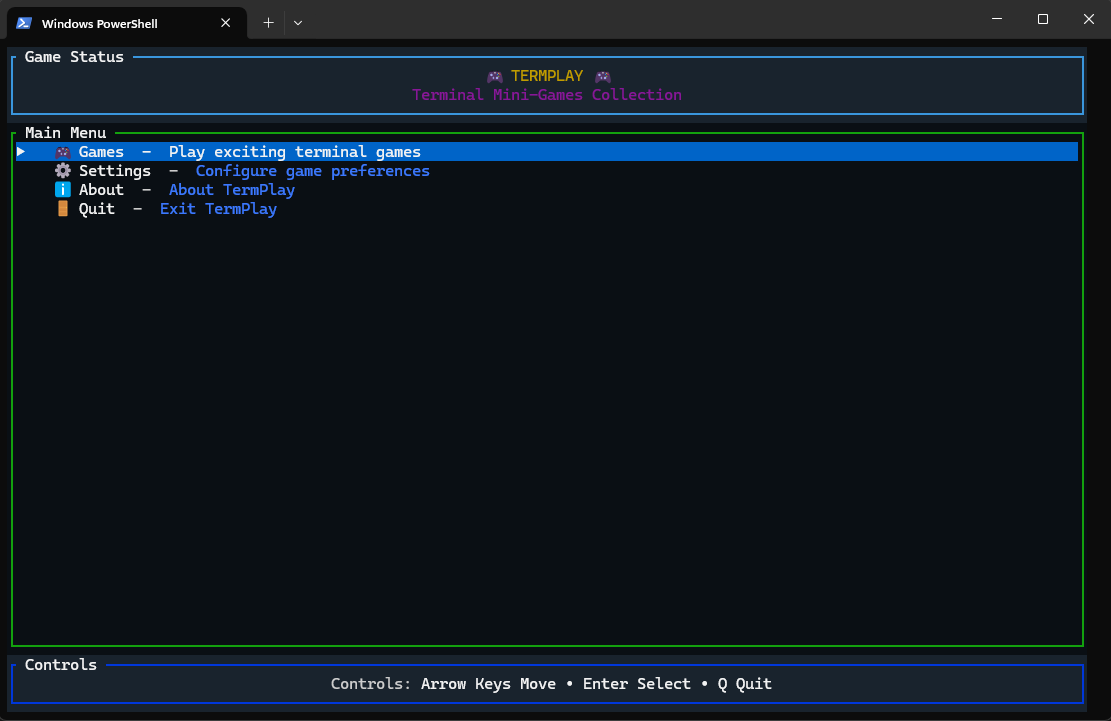 Windows PowerShell
Game Status
🎮 TERMPLAY 🎮
Terminal Mini-Games Collection
Main Menu
▶ 🎮 Games - Play exciting terminal games
⚙ Settings - Configure game preferences
ℹ About - About TermPlay
🚪 Quit - Exit TermPlay
Controls
Controls: Arrow Keys Move • Enter Select • Q Quit